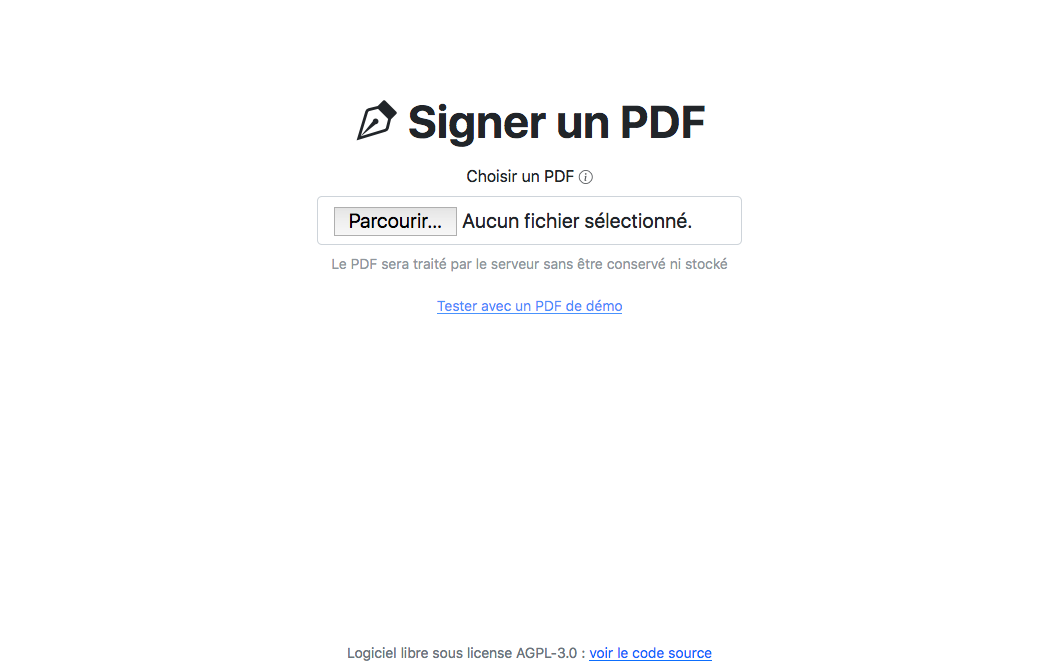 Signer un PDF
Choisir un PDF
Parcourir... Aucun fichier sélectionné.
Le PDF sera traité par le serveur sans être conservé ni stocké
Tester avec un PDF de démo
Logiciel libre sous license AGPL-3.0 : voir le code source